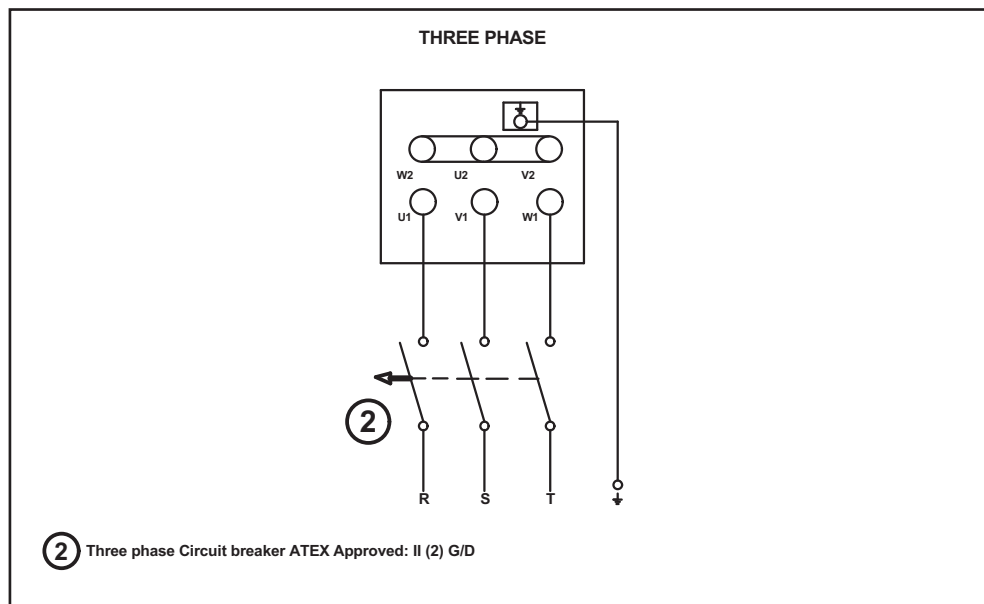 THREE PHASE
W2 U2 V2
U1 V1 W1
2
R S T
2 Three phase Circuit breaker ATEX Approved: II (2) G/D